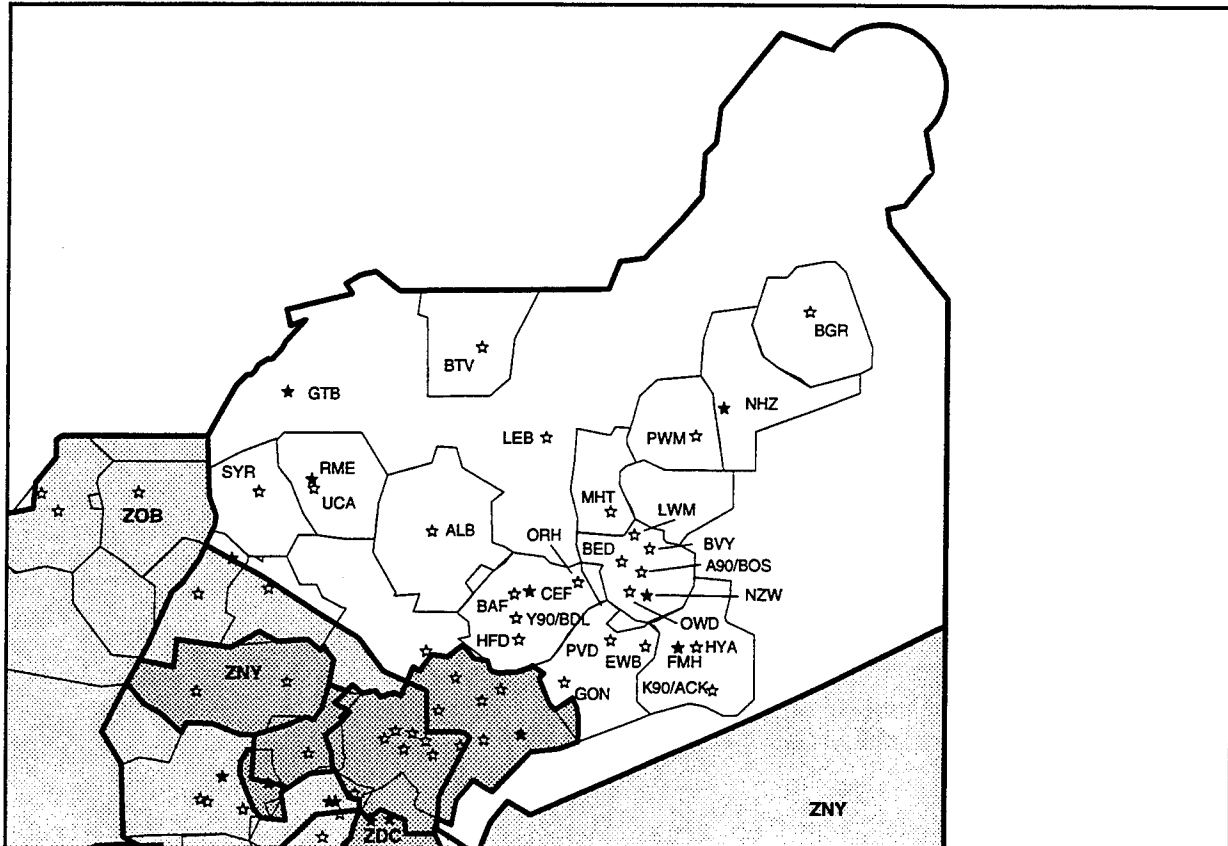 BGR
BTV
GTB
NHZ
LEB
PWM
SYR
RME
UCA
MHT
ZOB
LWM
ALB
ORH
BED
BVY
A90/BOS
BAF
CEF
NZW
Y90/BDL
OWD
HFD
PVD
EWB
HYA
FMH
ZNY
GON
K90/ACK
ZNY
ZDC